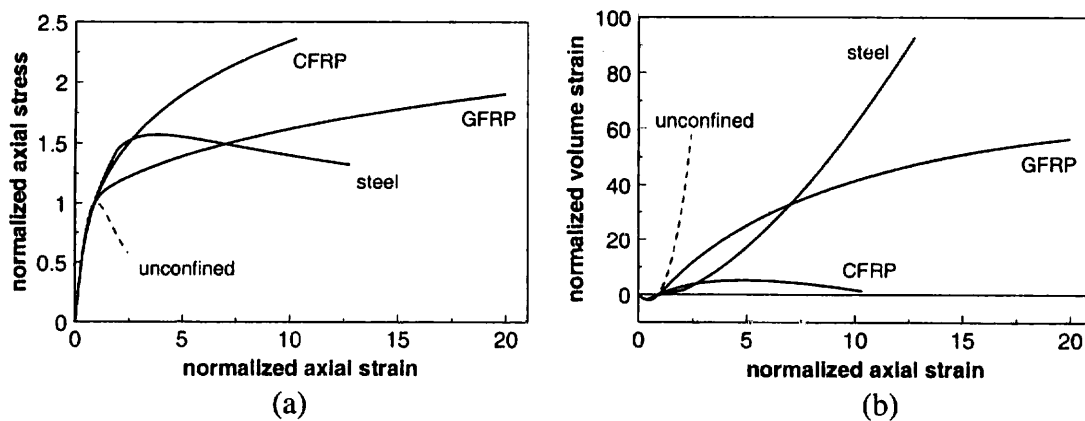 2.5
2
1.5
1
0.5
0
normalized axial stress
CFRP
GFRP
steel
unconfined
0 5 10 15 20
normalized axial strain
(a)
100
80
60
40
20
0
normalized volume strain
steel
unconfined
GFRP
CFRP
0 5 10 15 20
normalized axial strain
(b)